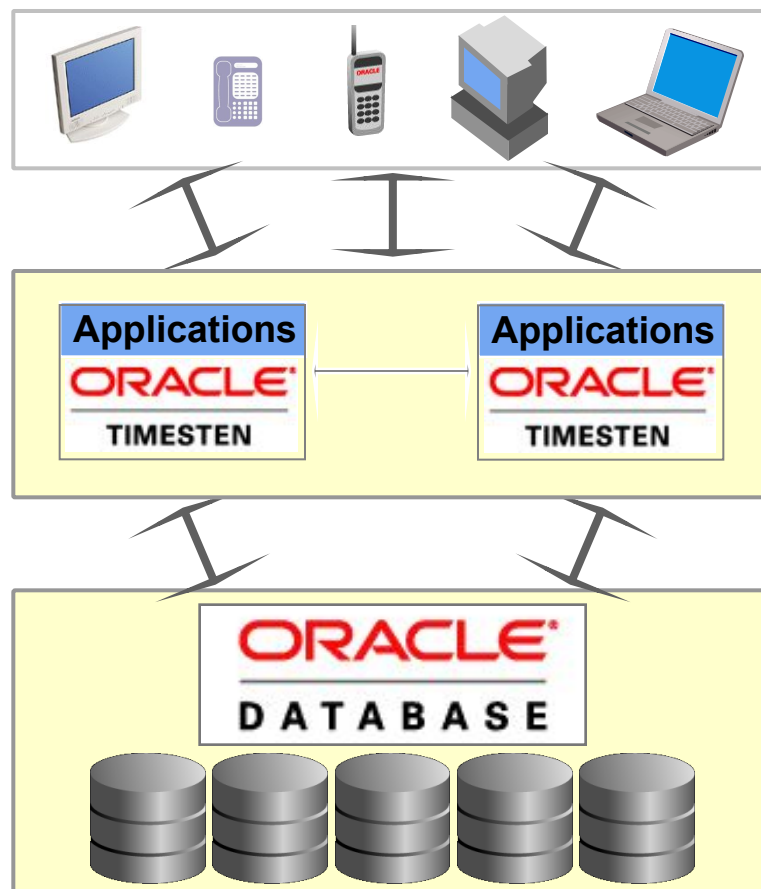 ORACLE
Applications
ORACLE®
TIMESTEN
Applications
ORACLE®
TIMESTEN
ORACLE®
DATABASE